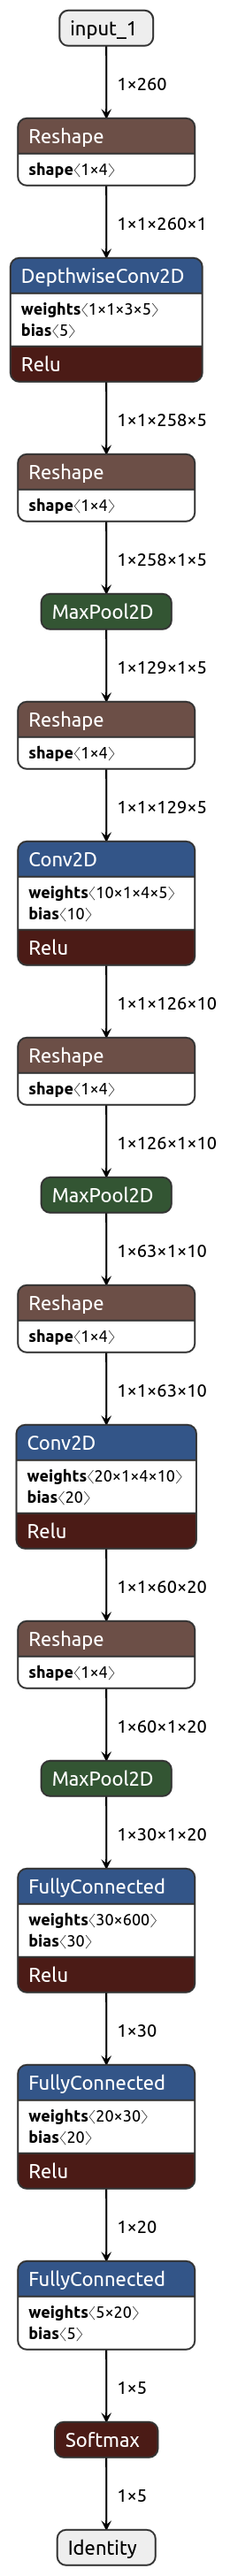 input_1
1×260
Reshape
shape⟨1×4⟩
1×1×260×1
DepthwiseConv2D
weights⟨1×1×3×5⟩
bias⟨5⟩
Relu
1×1×258×5
Reshape
shape⟨1×4⟩
1×258×1×5
MaxPool2D
1×129×1×5
Reshape
shape⟨1×4⟩
1×1×129×5
Conv2D
weights⟨10×1×4×5⟩
bias⟨10⟩
Relu
1×1×126×10
Reshape
shape⟨1×4⟩
1×126×1×10
MaxPool2D
1×63×1×10
Reshape
shape⟨1×4⟩
1×1×63×10
Conv2D
weights⟨20×1×4×10⟩
bias⟨20⟩
Relu
1×1×60×20
Reshape
shape⟨1×4⟩
1×60×1×20
MaxPool2D
1×30×1×20
FullyConnected
weights⟨30×600⟩
bias⟨30⟩
Relu
1×30
FullyConnected
weights⟨20×30⟩
bias⟨20⟩
Relu
1×20
FullyConnected
weights⟨5×20⟩
bias⟨5⟩
1×5
Softmax
1×5
Identity